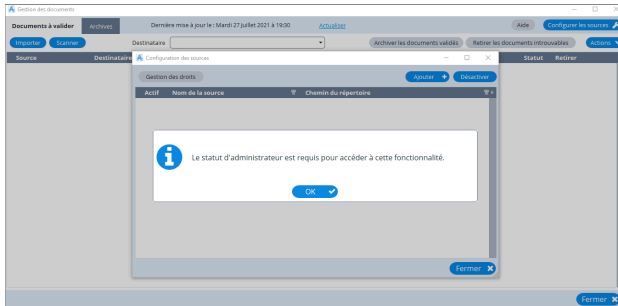 Gestion des documents
Documents à valider
Archives
Dernière mise à jour le : Mardi 27 Juillet 2021 à 19:30
Actualiser
Aide
Configurer les sources
Importer
Scanner
Destinataire
Archiver les documents validés
Retirer les documents introuvables
Actions
Source
Destinataire
Statut
Retirer
Configuration des sources
Gestion des droits
Ajouter
Désactiver
Actif
Nom de la source
Chemin du répertoire
Le statut d'administrateur est requis pour accéder à cette fonctionnalité.
OK
Fermer
Fermer